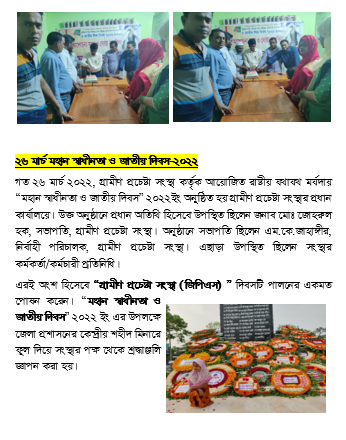 ২৬ মার্চ মহান স্বাধীনতা ও জাতীয় দিবস-২০২২
গত ২৬ মার্চ ২০২২, গ্রামীণ প্রচেষ্টা সংস্থা কর্তৃক আয়োজিত রাষ্টীয় যথাযথ মর্যদায়
“মহান স্বাধীনতা ও জাতীয় দিবস” ২০২২ইং অনুষ্ঠিত হয় গ্রামীণ প্রচেষ্টা সংস্থার প্রধান
কার্যালয়ে। উক্ত অনুষ্ঠানে প্রধান অতিথি হিসেবে উপস্থিত ছিলেন জনাব মোঃ জোহরুল
হক, সভাপতি, গ্রামীণ প্রচেষ্টা সংস্থা। অনুষ্ঠানে সভাপতি ছিলেন এম.কে.জাহাঙ্গীর,
নির্বাহী পরিচালক, গ্রামীণ প্রচেষ্টা সংস্থা। এছাড়া উপস্থিত ছিলেন সংস্থার
কর্মকর্তা/কর্মচারী প্রতিনিধি।
এরই অংশ হিসেবে “গ্রামীণ প্রচেষ্টা সংস্থা (জিপিএস) ” দিবসটি পালনের একমত
পোষন করেন। “মহান স্বাধীনতা ও
জাতীয় দিবস” ২০২২ ইং এর উপলক্ষে
জেলা প্রশাসনের কেন্দ্রীয় শহীদ মিনারে
ফুল দিয়ে সংস্থার পক্ষ থেকে শ্রদ্ধাঞ্জলি
জ্ঞাপন করা হয়।